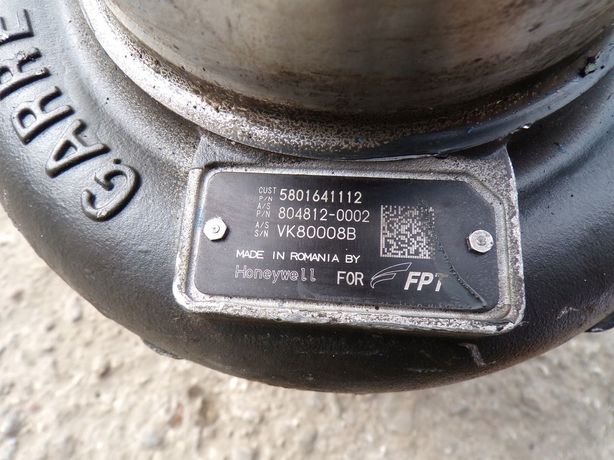 GARRE
CUST P/N 5801641112
A/S P/N 804812-0002
A/S S/N VK80008B
MADE IN ROMANIA BY
Honeywell FOR FPT